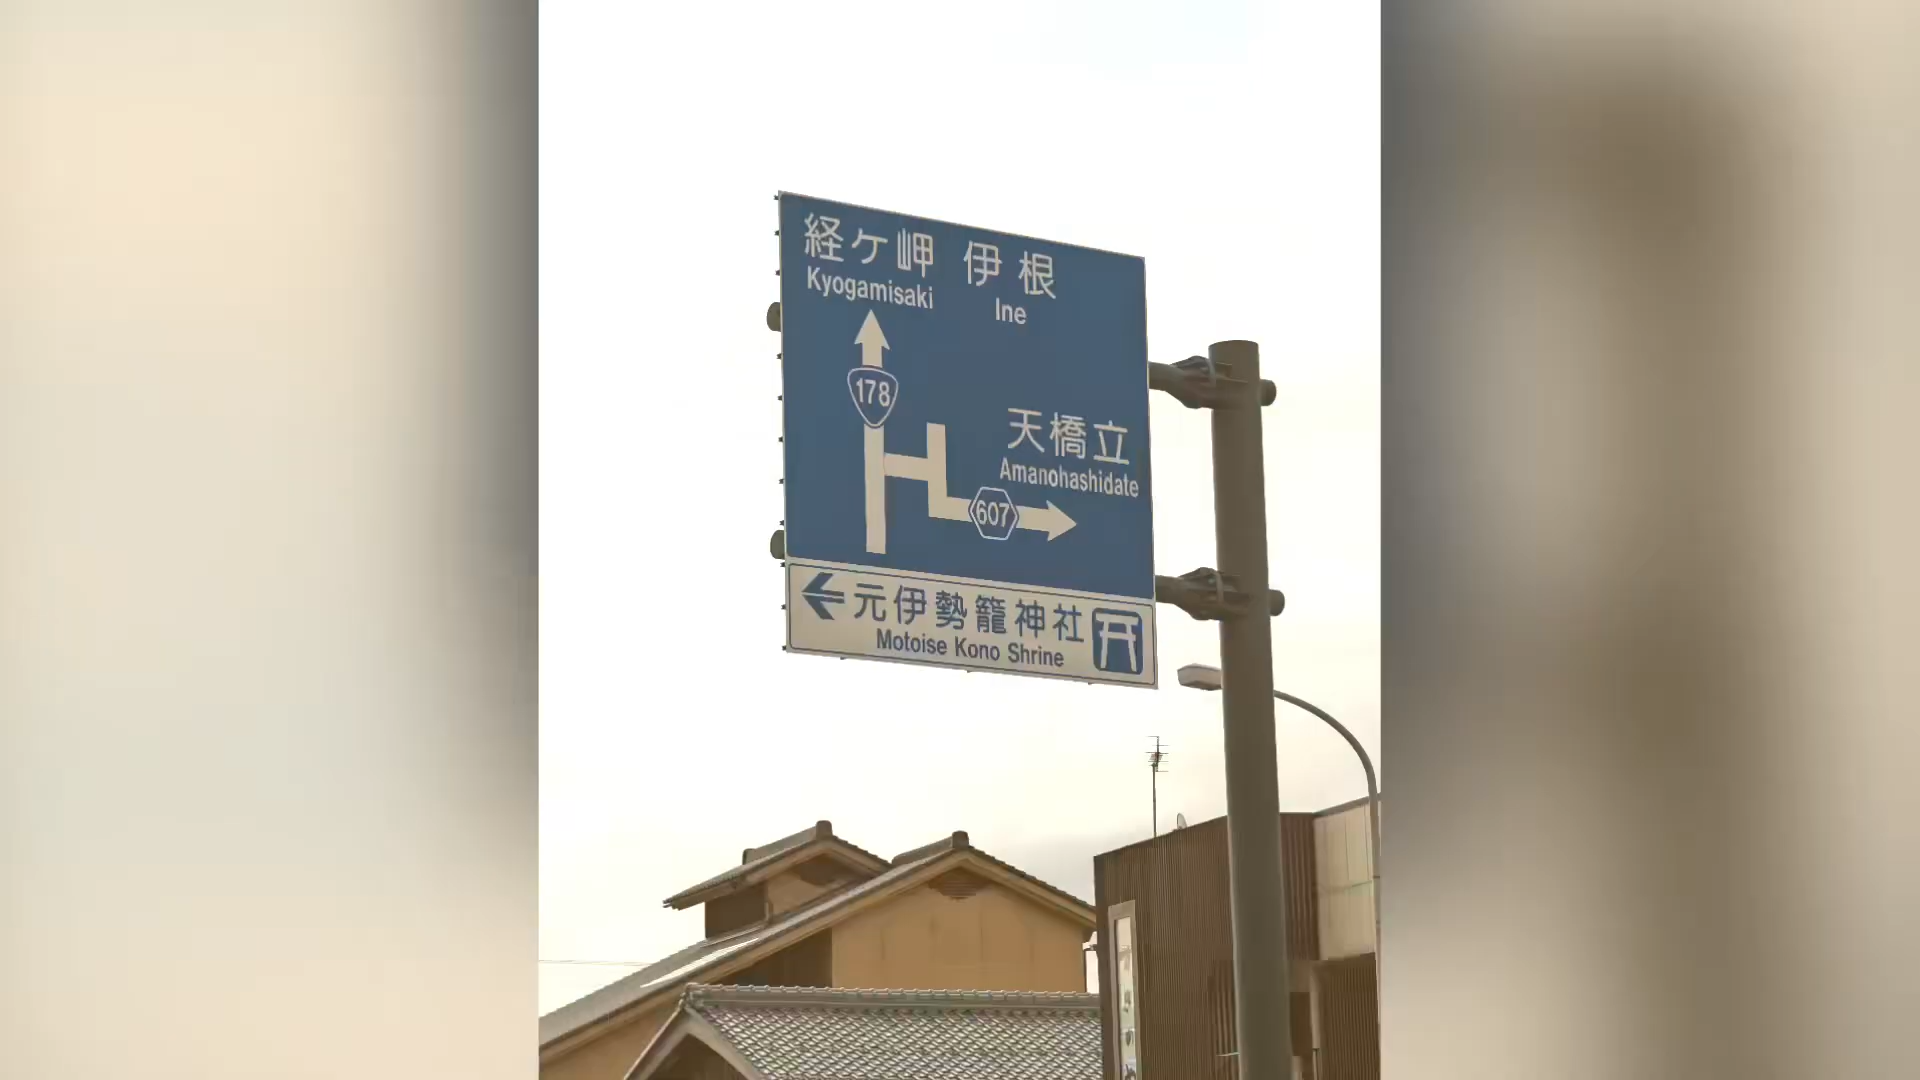 経ケ岬 伊根
Kyogamisaki Ine
178
天橋立
Amanohashidate
607
元伊勢籠神社
Motoise Kono Shrine